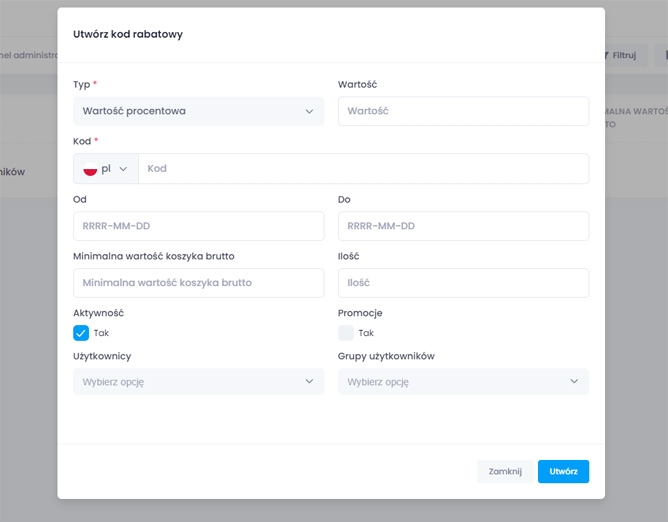 Utwórz kod rabatowy
nel administra
Filtruj
MALNA WARTOŚ
TO
ników
Typ *
Wartość
Wartość procentowa
Wartość
Kod *
pl
Kod
Od
Do
RRRR-MM-DD
RRRR-MM-DD
Minimalna wartość koszyka brutto
Ilość
Minimalna wartość koszyka brutto
Ilość
Aktywność
Promocje
Tak
Tak
Użytkownicy
Grupy użytkowników
Wybierz opcję
Wybierz opcję
Zamknij
Utwórz